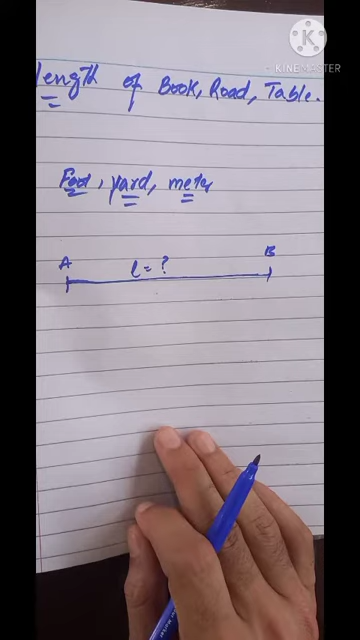 length of Book, Road, Table.
Foot, yard, meter
A B
l = ?
K
KINEMASTER